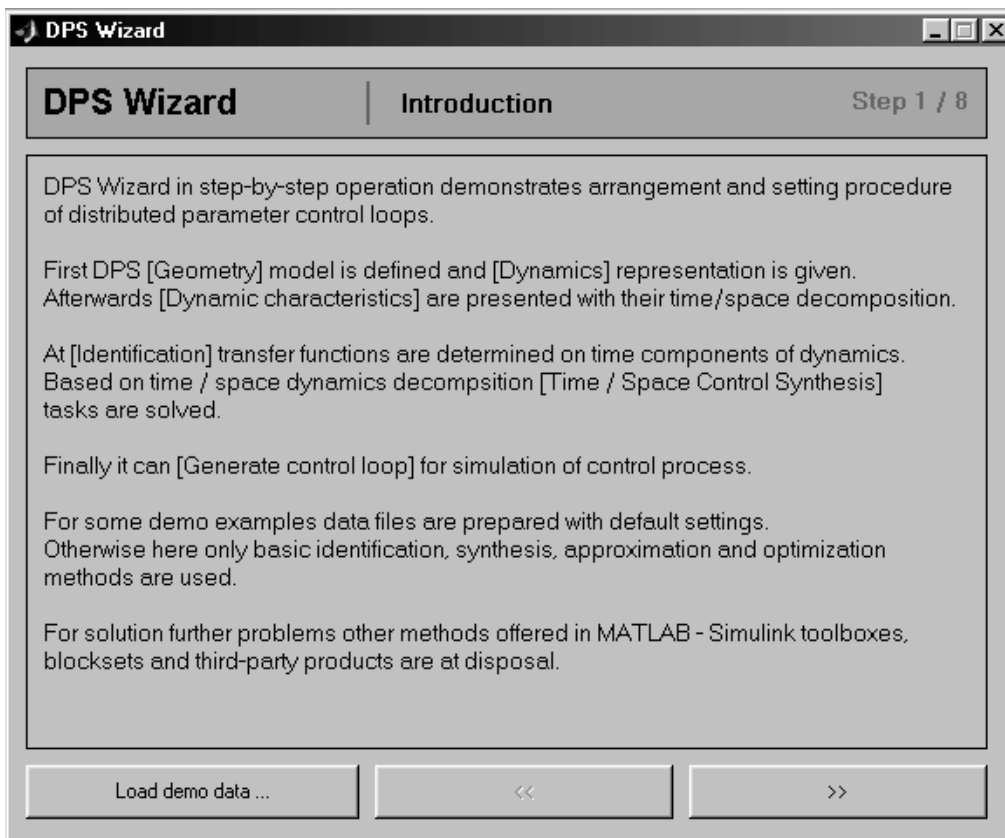 DPS Wizard
DPS Wizard
Introduction
Step 1 / 8
DPS Wizard in step-by-step operation demonstrates arrangement and setting procedure
of distributed parameter control loops.
First DPS [Geometry] model is defined and [Dynamics] representation is given.
Afterwards [Dynamic characteristics] are presented with their time/space decomposition.
At [Identification] transfer functions are determined on time components of dynamics.
Based on time / space dynamics decompsition [Time / Space Control Synthesis]
tasks are solved.
Finally it can [Generate control loop] for simulation of control process.
For some demo examples data files are prepared with default settings.
Otherwise here only basic identification, synthesis, approximation and optimization
methods are used.
For solution further problems other methods offered in MATLAB - Simulink toolboxes,
blocksets and third-party products are at disposal.
Load demo data ...
<<
>>